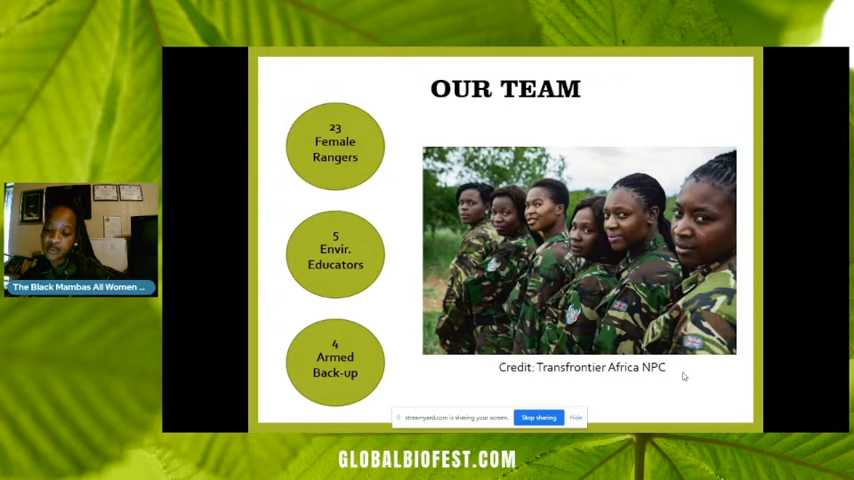 OUR TEAM
23
Female
Rangers
5
Envir.
Educators
4
Armed
Back-up
Credit: Transfrontier Africa NPC
The Black Mambas All Women ...
streamyard.com is sharing your screen.
Stop sharing
Hide
GLOBALBIOFEST.COM